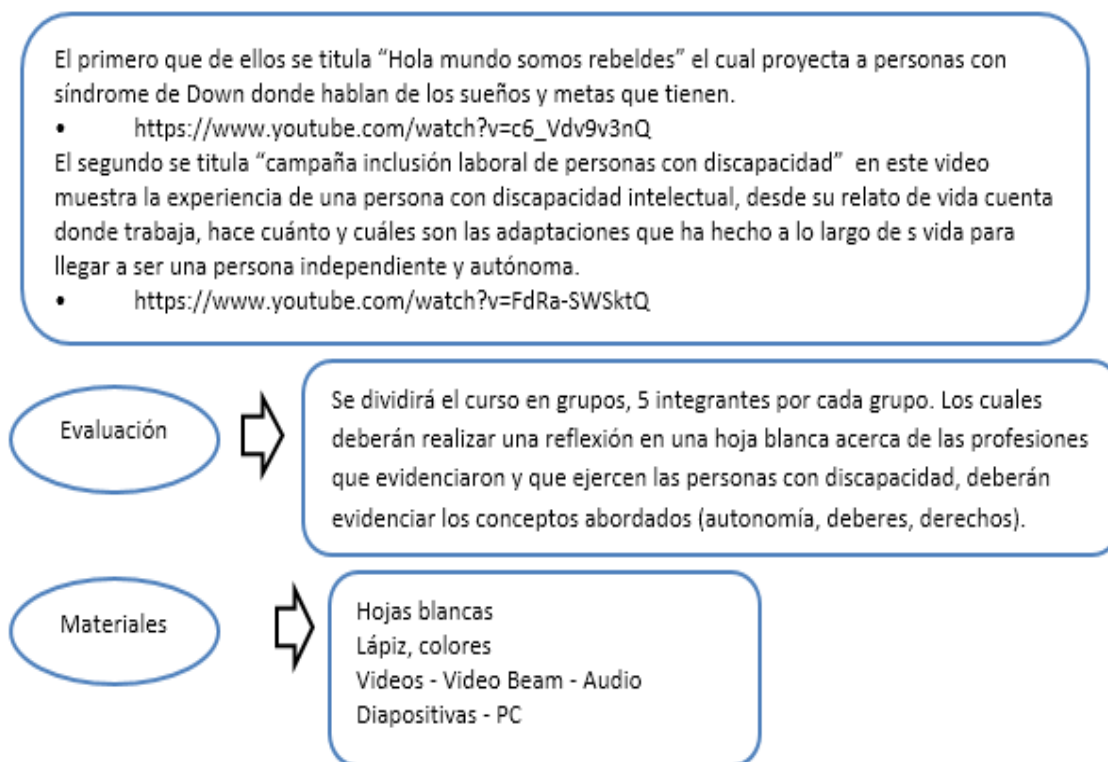 El primero que de ellos se titula “Hola mundo somos rebeldes” el cual proyecta a personas con
síndrome de Down donde hablan de los sueños y metas que tienen.
• https://www.youtube.com/watch?v=c6_Vdv9v3nQ
El segundo se titula “campaña inclusión laboral de personas con discapacidad” en este video
muestra la experiencia de una persona con discapacidad intelectual, desde su relato de vida cuenta
donde trabaja, hace cuánto y cuáles son las adaptaciones que ha hecho a lo largo de s vida para
llegar a ser una persona independiente y autónoma.
• https://www.youtube.com/watch?v=FdRa-SWSktQ
Evaluación
Se dividirá el curso en grupos, 5 integrantes por cada grupo. Los cuales
deberán realizar una reflexión en una hoja blanca acerca de las profesiones
que evidenciaron y que ejercen las personas con discapacidad, deberán
evidenciar los conceptos abordados (autonomía, deberes, derechos).
Materiales
Hojas blancas
Lápiz, colores
Videos - Video Beam - Audio
Diapositivas - PC